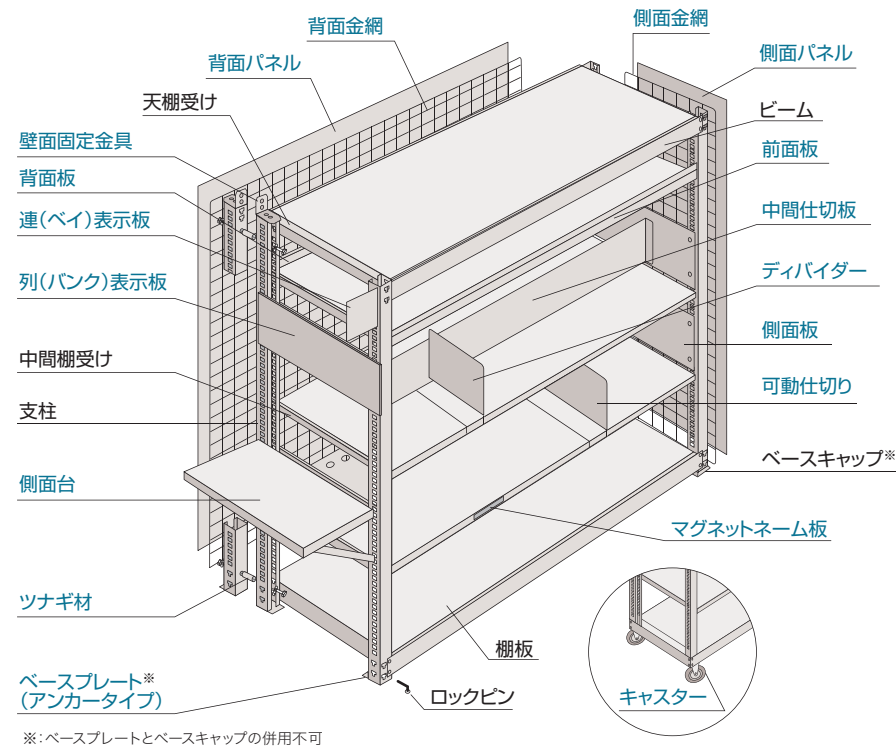 側面金網
背面金網
側面パネル
背面パネル
天棚受け
ビーム
壁面固定金具
前面板
背面板
中間仕切板
連(ベイ)表示板
ディバイダー
列(バンク)表示板
側面板
中間棚受け
可動仕切り
支柱
ベースキャップ※
側面台
マグネットネーム板
ツナギ材
棚板
ベースプレート※
(アンカータイプ)
ロックピン
キャスター
※:ベースプレートとベースキャップの併用不可